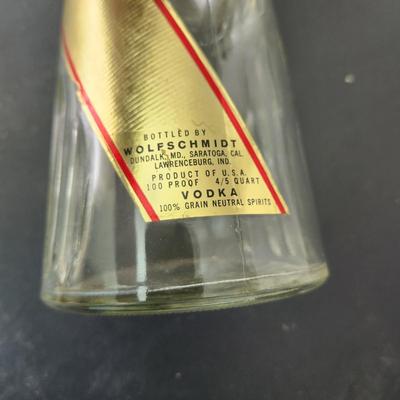 BOTTLED BY
WOLFSCHMIDT
DUNDALK, MD., SARATOGA, CAL.
LAWRENCEBURG, IND.
PRODUCT OF U.S.A.
100 PROOF 4/5 QUART
VODKA
100% GRAIN NEUTRAL SPIRITS